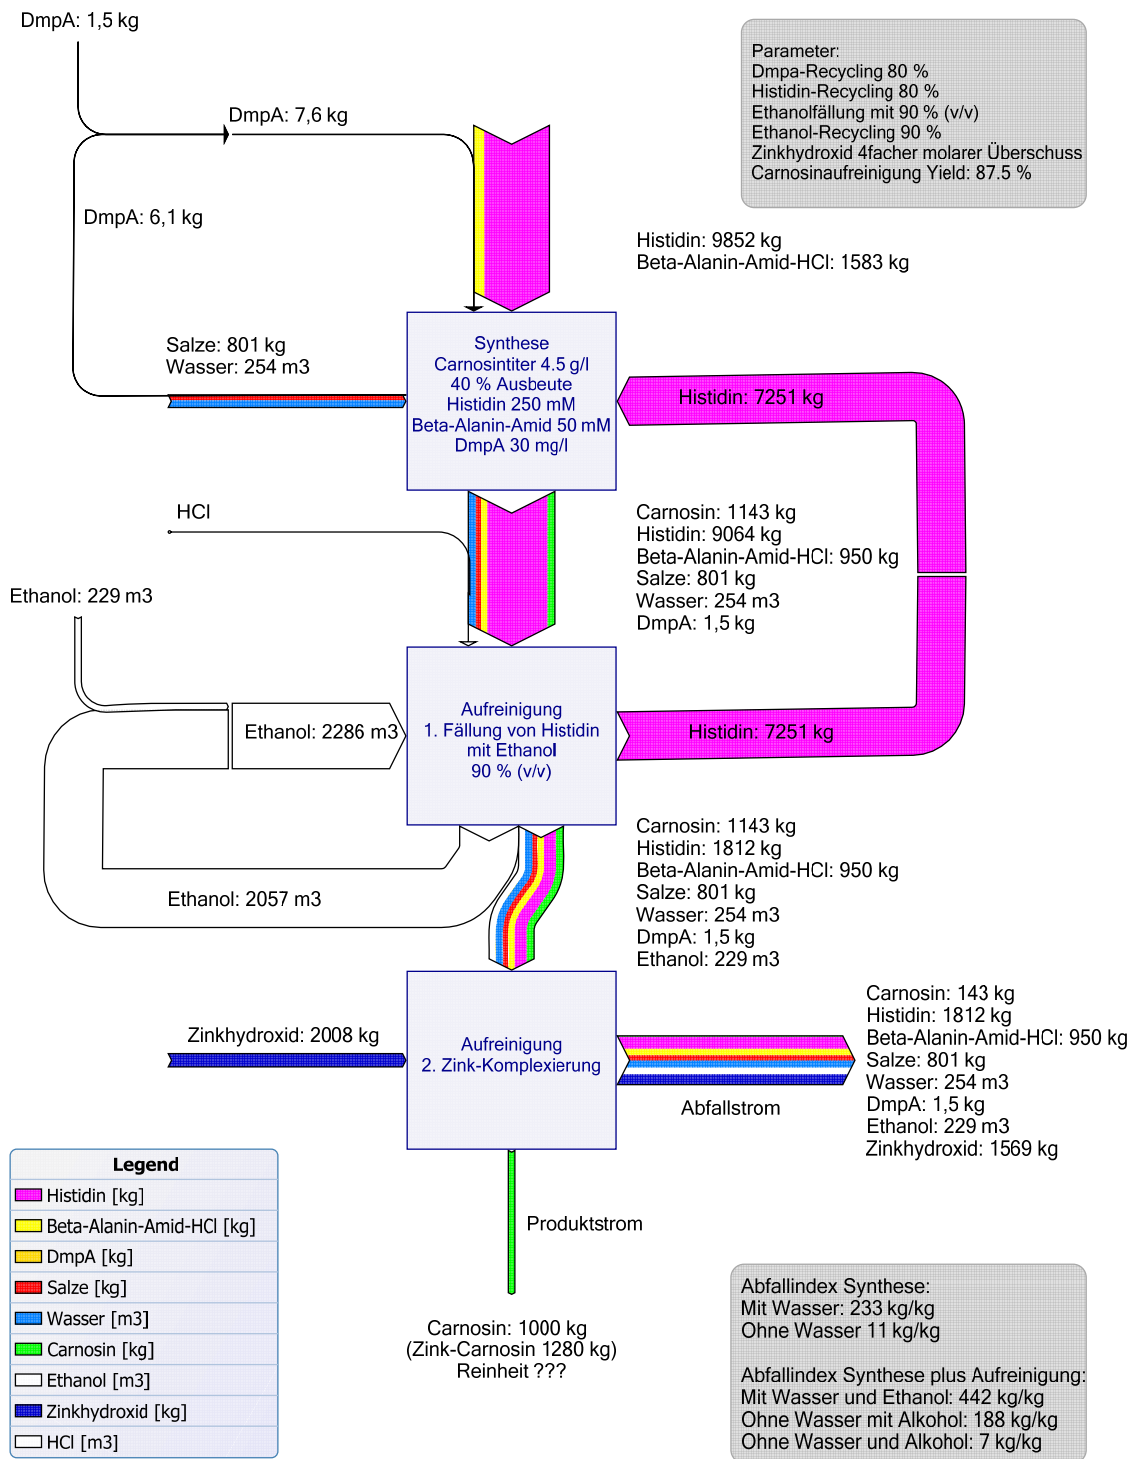 DmpA: 1,5 kg
Parameter:
Dmpa-Recycling 80 %
Histidin-Recycling 80 %
Ethanolfällung mit 90 % (v/v)
Ethanol-Recycling 90 %
Zinkhydroxid 4facher molarer Überschuss
Carnosinaufreinigung Yield: 87.5 %
DmpA: 7,6 kg
DmpA: 6,1 kg
Histidin: 9852 kg
Beta-Alanin-Amid-HCl: 1583 kg
Salze: 801 kg
Wasser: 254 m3
Synthese
Carnosintiter 4.5 g/l
40 % Ausbeute
Histidin 250 mM
Beta-Alanin-Amid 50 mM
DmpA 30 mg/l
Histidin: 7251 kg
HCl
Carnosin: 1143 kg
Histidin: 9064 kg
Beta-Alanin-Amid-HCl: 950 kg
Salze: 801 kg
Wasser: 254 m3
DmpA: 1,5 kg
Ethanol: 229 m3
Ethanol: 2286 m3
Aufreinigung
1. Fällung von Histidin
mit Ethanol
90 % (v/v)
Histidin: 7251 kg
Ethanol: 2057 m3
Carnosin: 1143 kg
Histidin: 1812 kg
Beta-Alanin-Amid-HCl: 950 kg
Salze: 801 kg
Wasser: 254 m3
DmpA: 1,5 kg
Ethanol: 229 m3
Zinkhydroxid: 2008 kg
Aufreinigung
2. Zink-Komplexierung
Abfallstrom
Carnosin: 143 kg
Histidin: 1812 kg
Beta-Alanin-Amid-HCl: 950 kg
Salze: 801 kg
Wasser: 254 m3
DmpA: 1,5 kg
Ethanol: 229 m3
Zinkhydroxid: 1569 kg
Produktstrom
Carnosin: 1000 kg
(Zink-Carnosin 1280 kg)
Reinheit ???
Legend
Histidin [kg]
Beta-Alanin-Amid-HCl [kg]
DmpA [kg]
Salze [kg]
Wasser [m3]
Carnosin [kg]
Ethanol [m3]
Zinkhydroxid [kg]
HCl [m3]
Abfallindex Synthese:
Mit Wasser: 233 kg/kg
Ohne Wasser 11 kg/kg
Abfallindex Synthese plus Aufreinigung:
Mit Wasser und Ethanol: 442 kg/kg
Ohne Wasser mit Alkohol: 188 kg/kg
Ohne Wasser und Alkohol: 7 kg/kg